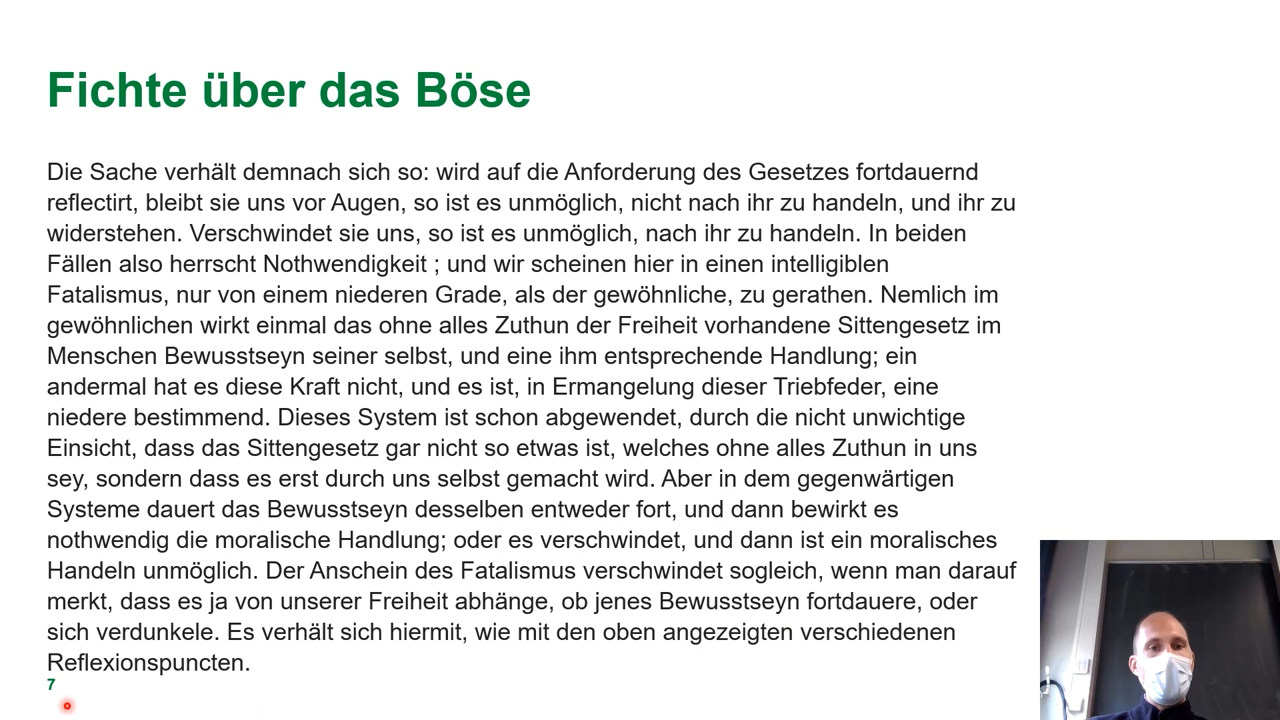 Fichte über das Böse
Die Sache verhält demnach sich so: wird auf die Anforderung des Gesetzes fortdauernd
reflectirt, bleibt sie uns vor Augen, so ist es unmöglich, nicht nach ihr zu handeln, und ihr zu
widerstehen. Verschwindet sie uns, so ist es unmöglich, nach ihr zu handeln. In beiden
Fällen also herrscht Nothwendigkeit ; und wir scheinen hier in einen intelligiblen
Fatalismus, nur von einem niederen Grade, als der gewöhnliche, zu gerathen. Nemlich im
gewöhnlichen wirkt einmal das ohne alles Zuthun der Freiheit vorhandene Sittengesetz im
Menschen Bewusstseyn seiner selbst, und eine ihm entsprechende Handlung; ein
andermal hat es diese Kraft nicht, und es ist, in Ermangelung dieser Triebfeder, eine
niedere bestimmend. Dieses System ist schon abgewendet, durch die nicht unwichtige
Einsicht, dass das Sittengesetz gar nicht so etwas ist, welches ohne alles Zuthun in uns
sey, sondern dass es erst durch uns selbst gemacht wird. Aber in dem gegenwärtigen
Systeme dauert das Bewusstseyn desselben entweder fort, und dann bewirkt es
nothwendig die moralische Handlung; oder es verschwindet, und dann ist ein moralisches
Handeln unmöglich. Der Anschein des Fatalismus verschwindet sogleich, wenn man darauf
merkt, dass es ja von unserer Freiheit abhänge, ob jenes Bewusstseyn fortdauere, oder
sich verdunkele. Es verhält sich hiermit, wie mit den oben angezeigten verschiedenen
Reflexionspuncten.
7